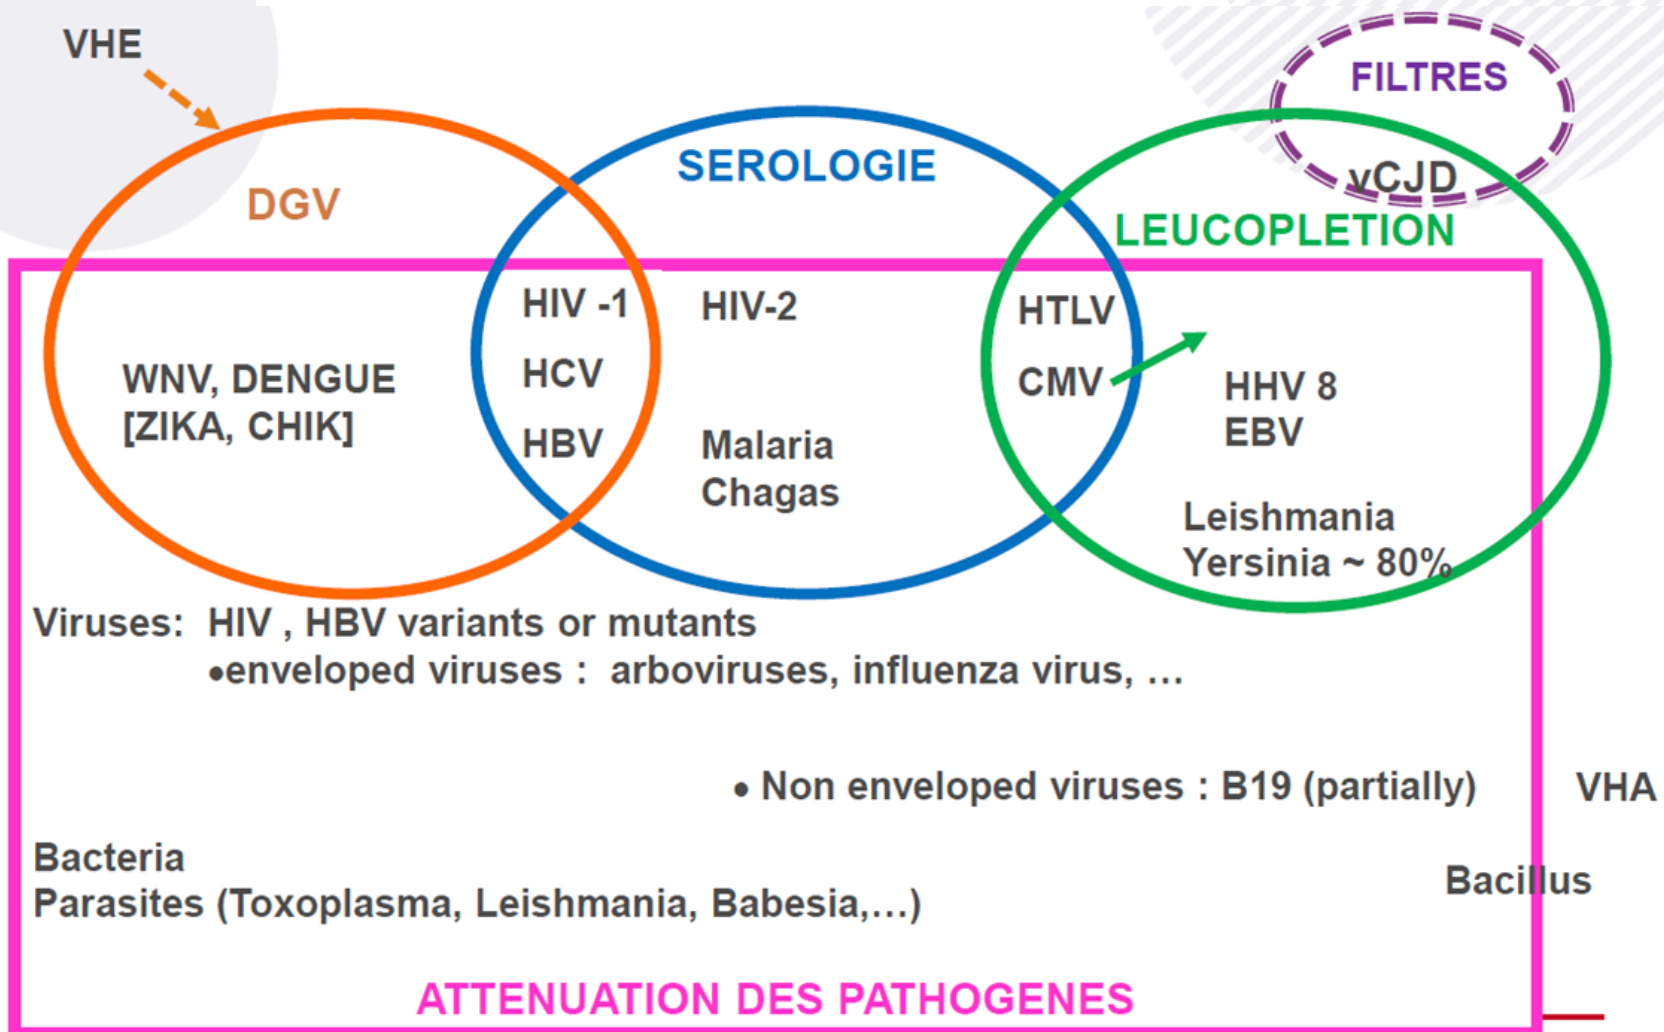 VHE
FILTRES
vCJD
SEROLOGIE
DGV
LEUCOPLETION
HIV -1
HIV-2
HTLV
WNV, DENGUE
[ZIKA, CHIK]
HCV
CMV
HHV 8
EBV
HBV
Malaria
Chagas
Leishmania
Yersinia ~ 80%
Viruses: HIV , HBV variants or mutants
•enveloped viruses : arboviruses, influenza virus, …
• Non enveloped viruses : B19 (partially)
VHA
Bacteria
Bacillus
Parasites (Toxoplasma, Leishmania, Babesia,…)
ATTENUATION DES PATHOGENES